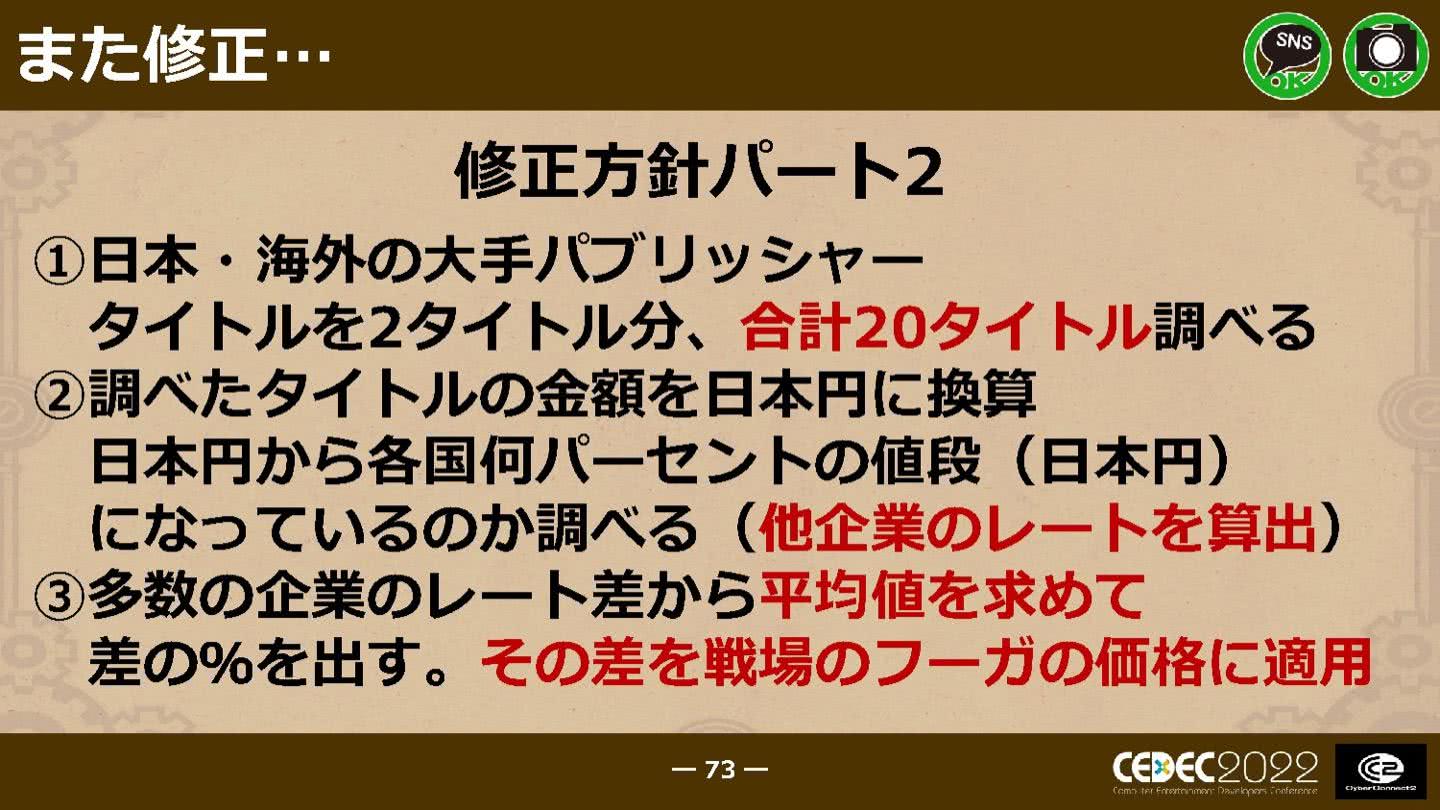 また修正…
SNS
OK
OK
修正方針パート2
①日本・海外の大手パブリッシャー
タイトルを2タイトル分、合計20タイトル調べる
②調べたタイトルの金額を日本円に換算
日本円から各国何パーセントの値段（日本円）
になっているのか調べる（他企業のレートを算出）
③多数の企業のレート差から平均値を求めて
差の%を出す。その差を戦場のフーガの価格に適用
― 73 ―
CEDEC2022
Computer Entertainment Developers Conference
CyberConnect2